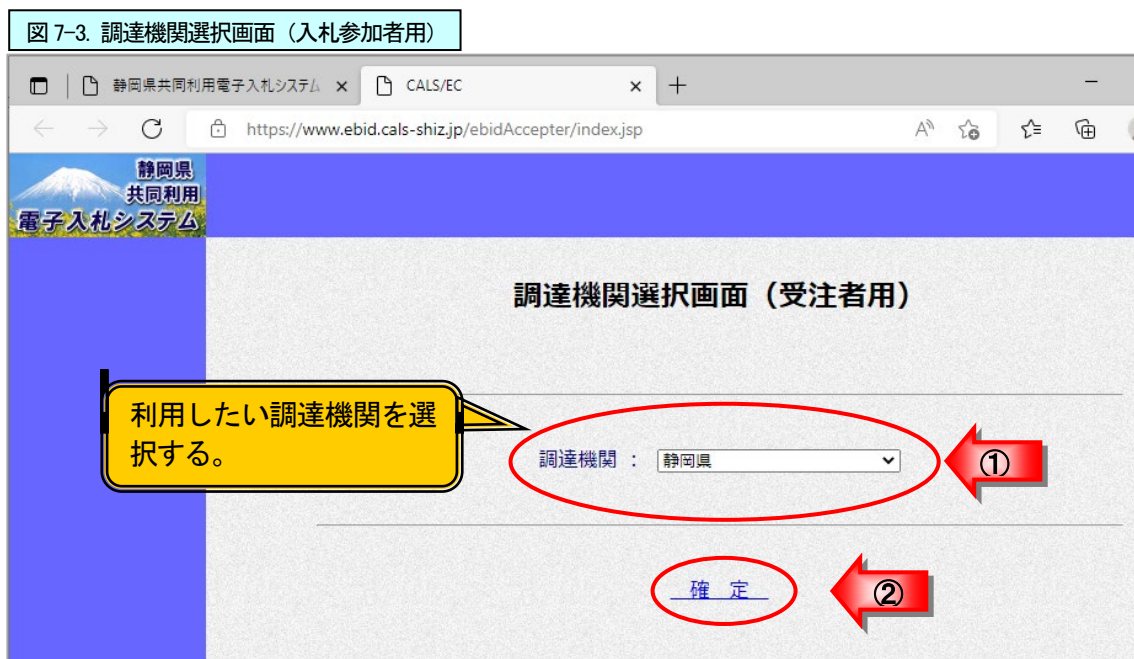 図 7-3. 調達機関選択画面（入札参加者用）
静岡県共同利用電子入札システム
CALS/EC
https://www.ebid.cals-shiz.jp/ebidAccepter/index.jsp
静岡県
共同利用
電子入札システム
調達機関選択画面（受注者用）
利用したい調達機関を選
択する。
調達機関 ： 静岡県
①
確 定
②